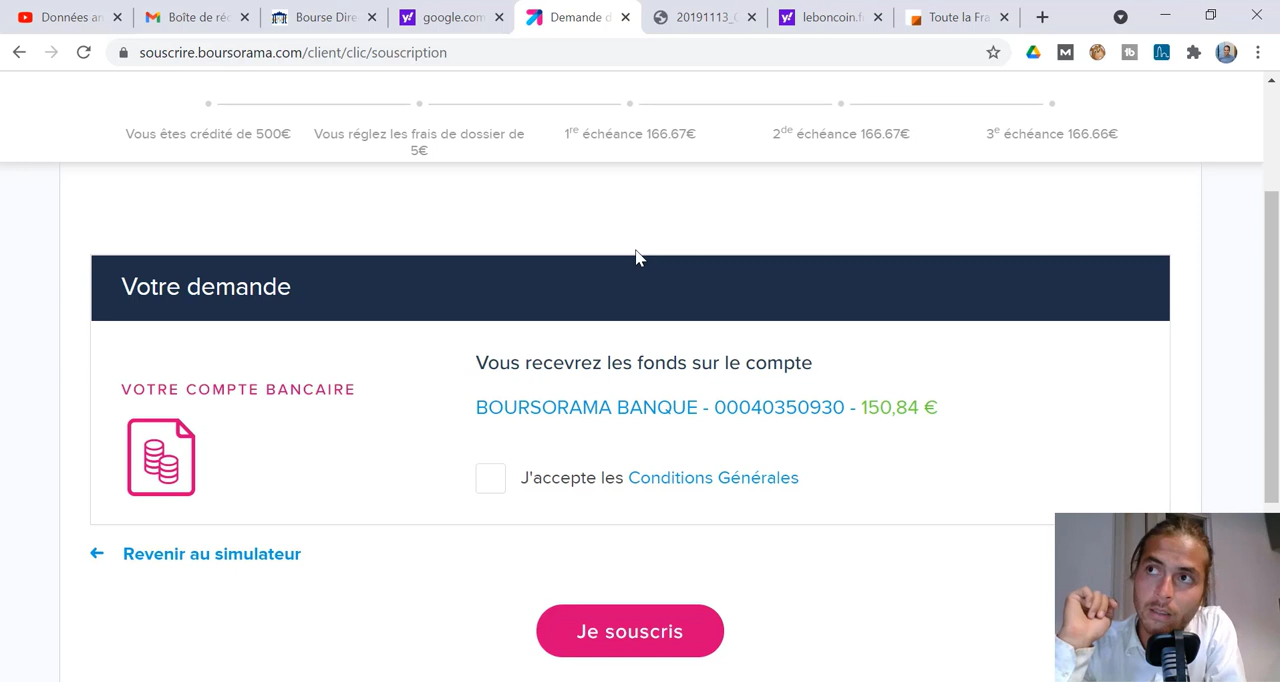 Données an
Boîte de réc
Bourse Dire
google.com
Demande d
20191113_C
leboncoin.f
Toute la Fra
souscrire.boursorama.com/client/clic/souscription
M
tb
Vous êtes crédité de 500€
Vous réglez les frais de dossier de
5€
1re échéance 166.67€
2de échéance 166.67€
3e échéance 166.66€
Votre demande
VOTRE COMPTE BANCAIRE
Vous recevrez les fonds sur le compte
BOURSORAMA BANQUE - 00040350930 - 150,84 €
J'accepte les Conditions Générales
Revenir au simulateur
Je souscris